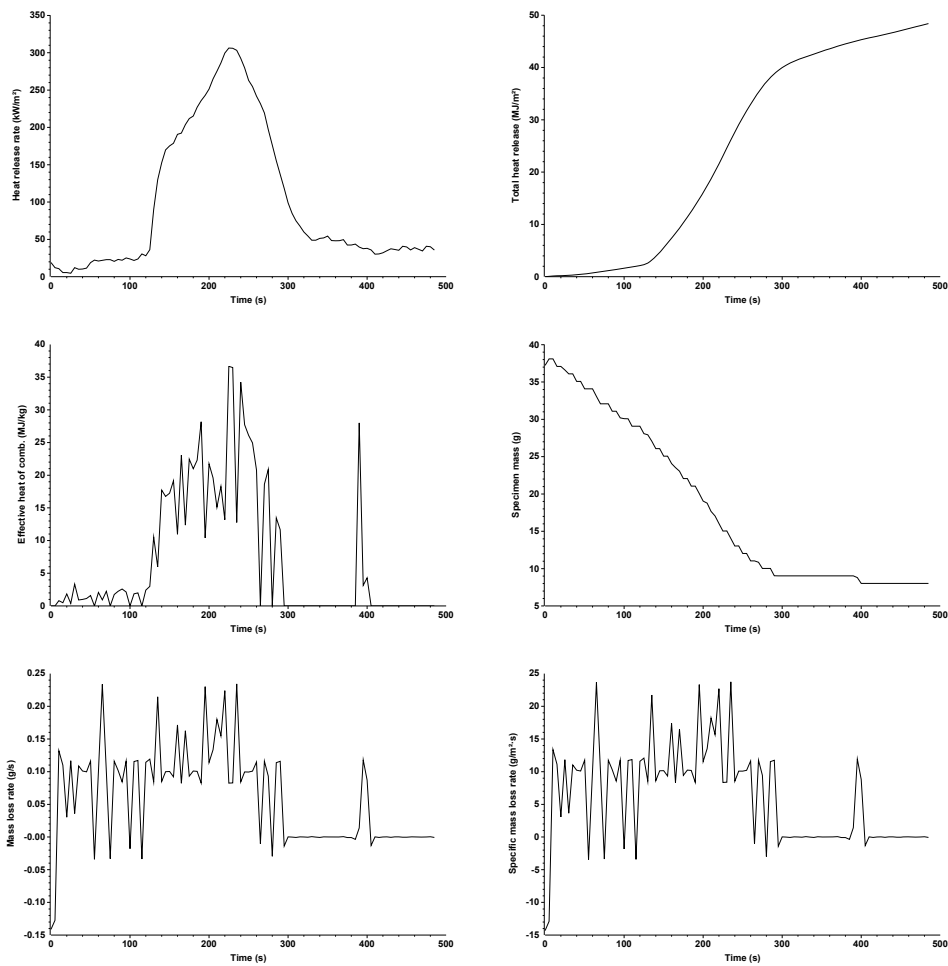 Heat release rate (kW/m²)
350
300
250
200
150
100
50
0
0 100 200 300 400 500
Time (s)
Total heat release (MJ/m²)
50
40
30
20
10
0
0 100 200 300 400 500
Time (s)
Effective heat of comb. (MJ/kg)
40
35
30
25
20
15
10
5
0
0 100 200 300 400 500
Time (s)
Specimen mass (g)
40
35
30
25
20
15
10
5
0 100 200 300 400 500
Time (s)
Mass loss rate (g/s)
0.25
0.20
0.15
0.10
0.05
-0.00
-0.05
-0.10
-0.15
0 100 200 300 400 500
Time (s)
Specific mass loss rate (g/m²·s)
25
20
15
10
5
0
-5
-10
-15
0 100 200 300 400 500
Time (s)